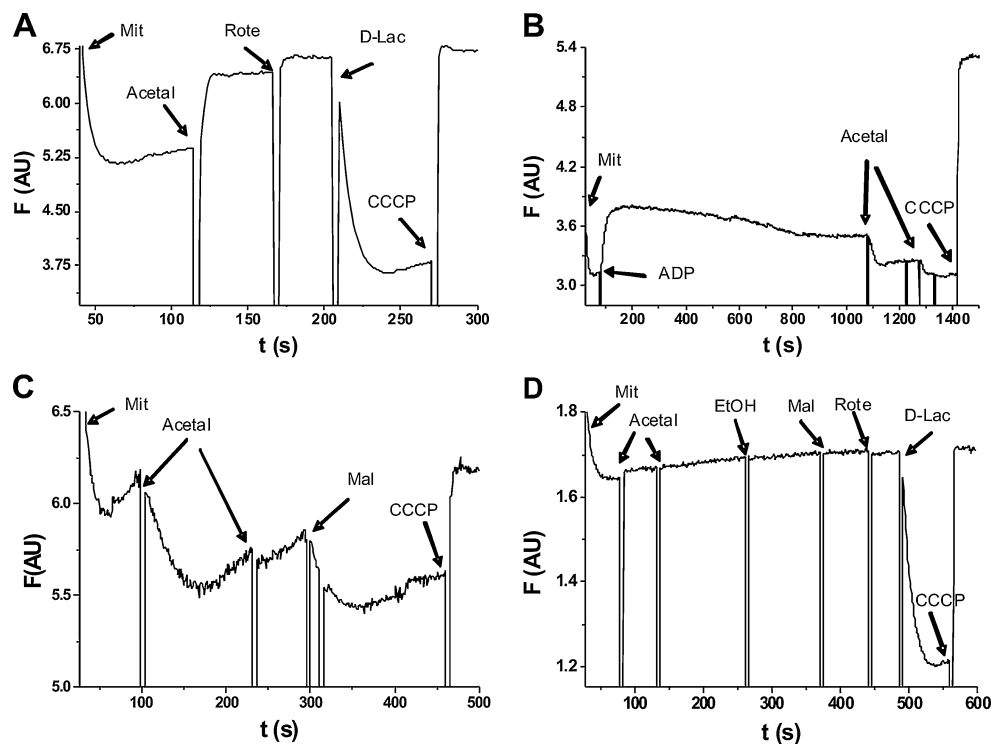 A
Mit
Rote
D-Lac
Acetal
CCCP
F (AU)
6.75
6.00
5.25
4.50
3.75
50
100
150
200
250
300
t (s)
B
Mit
Acetal
CCCP
ADP
F (AU)
5.4
4.8
4.2
3.6
3.0
200
400
600
800
1000
1200
1400
t (s)
C
Mit
Acetal
Mal
CCCP
F(AU)
6.5
6.0
5.5
5.0
100
200
300
400
500
t (s)
D
Mit
Acetal
EtOH
Mal
Rote
D-Lac
CCCP
F (AU)
1.8
1.6
1.4
1.2
100
200
300
400
500
600
t (s)